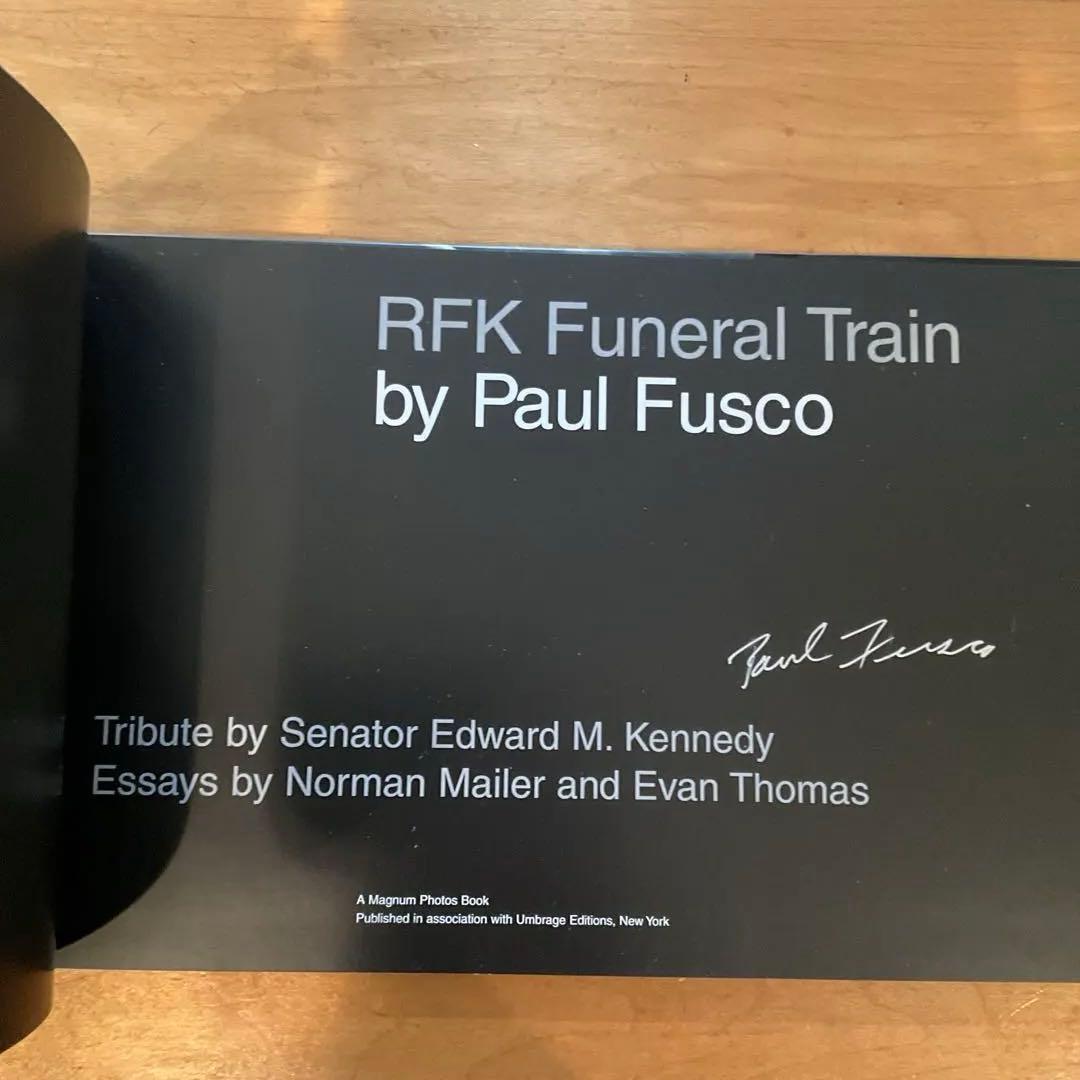 RFK Funeral Train
by Paul Fusco
Paul Fusco
Tribute by Senator Edward M. Kennedy
Essays by Norman Mailer and Evan Thomas
A Magnum Photos Book
Published in association with Umbrage Editions, New York